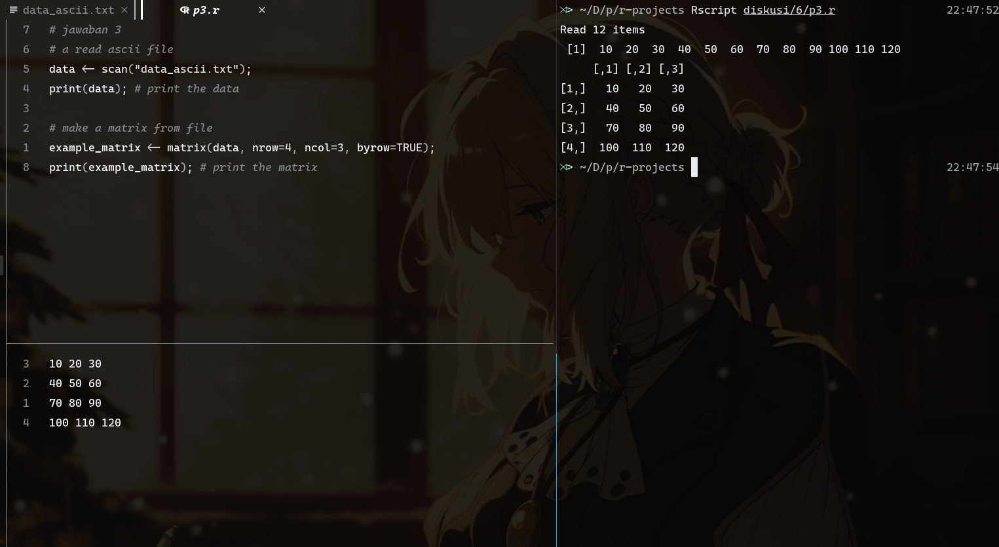 data_ascii.txt × p3.r ×
7 # jawaban 3
6 # a read ascii file
5 data <- scan("data_ascii.txt");
4 print(data); # print the data
3
2 # make a matrix from file
1 example_matrix <- matrix(data, nrow=4, ncol=3, byrow=TRUE);
8 print(example_matrix); # print the matrix
3 10 20 30
2 40 50 60
1 70 80 90
4 100 110 120
~/D/p/r-projects Rscript diskusi/6/p3.r 22:47:52
Read 12 items
[1] 10 20 30 40 50 60 70 80 90 100 110 120
[,1] [,2] [,3]
[1,] 10 20 30
[2,] 40 50 60
[3,] 70 80 90
[4,] 100 110 120
~/D/p/r-projects 22:47:54